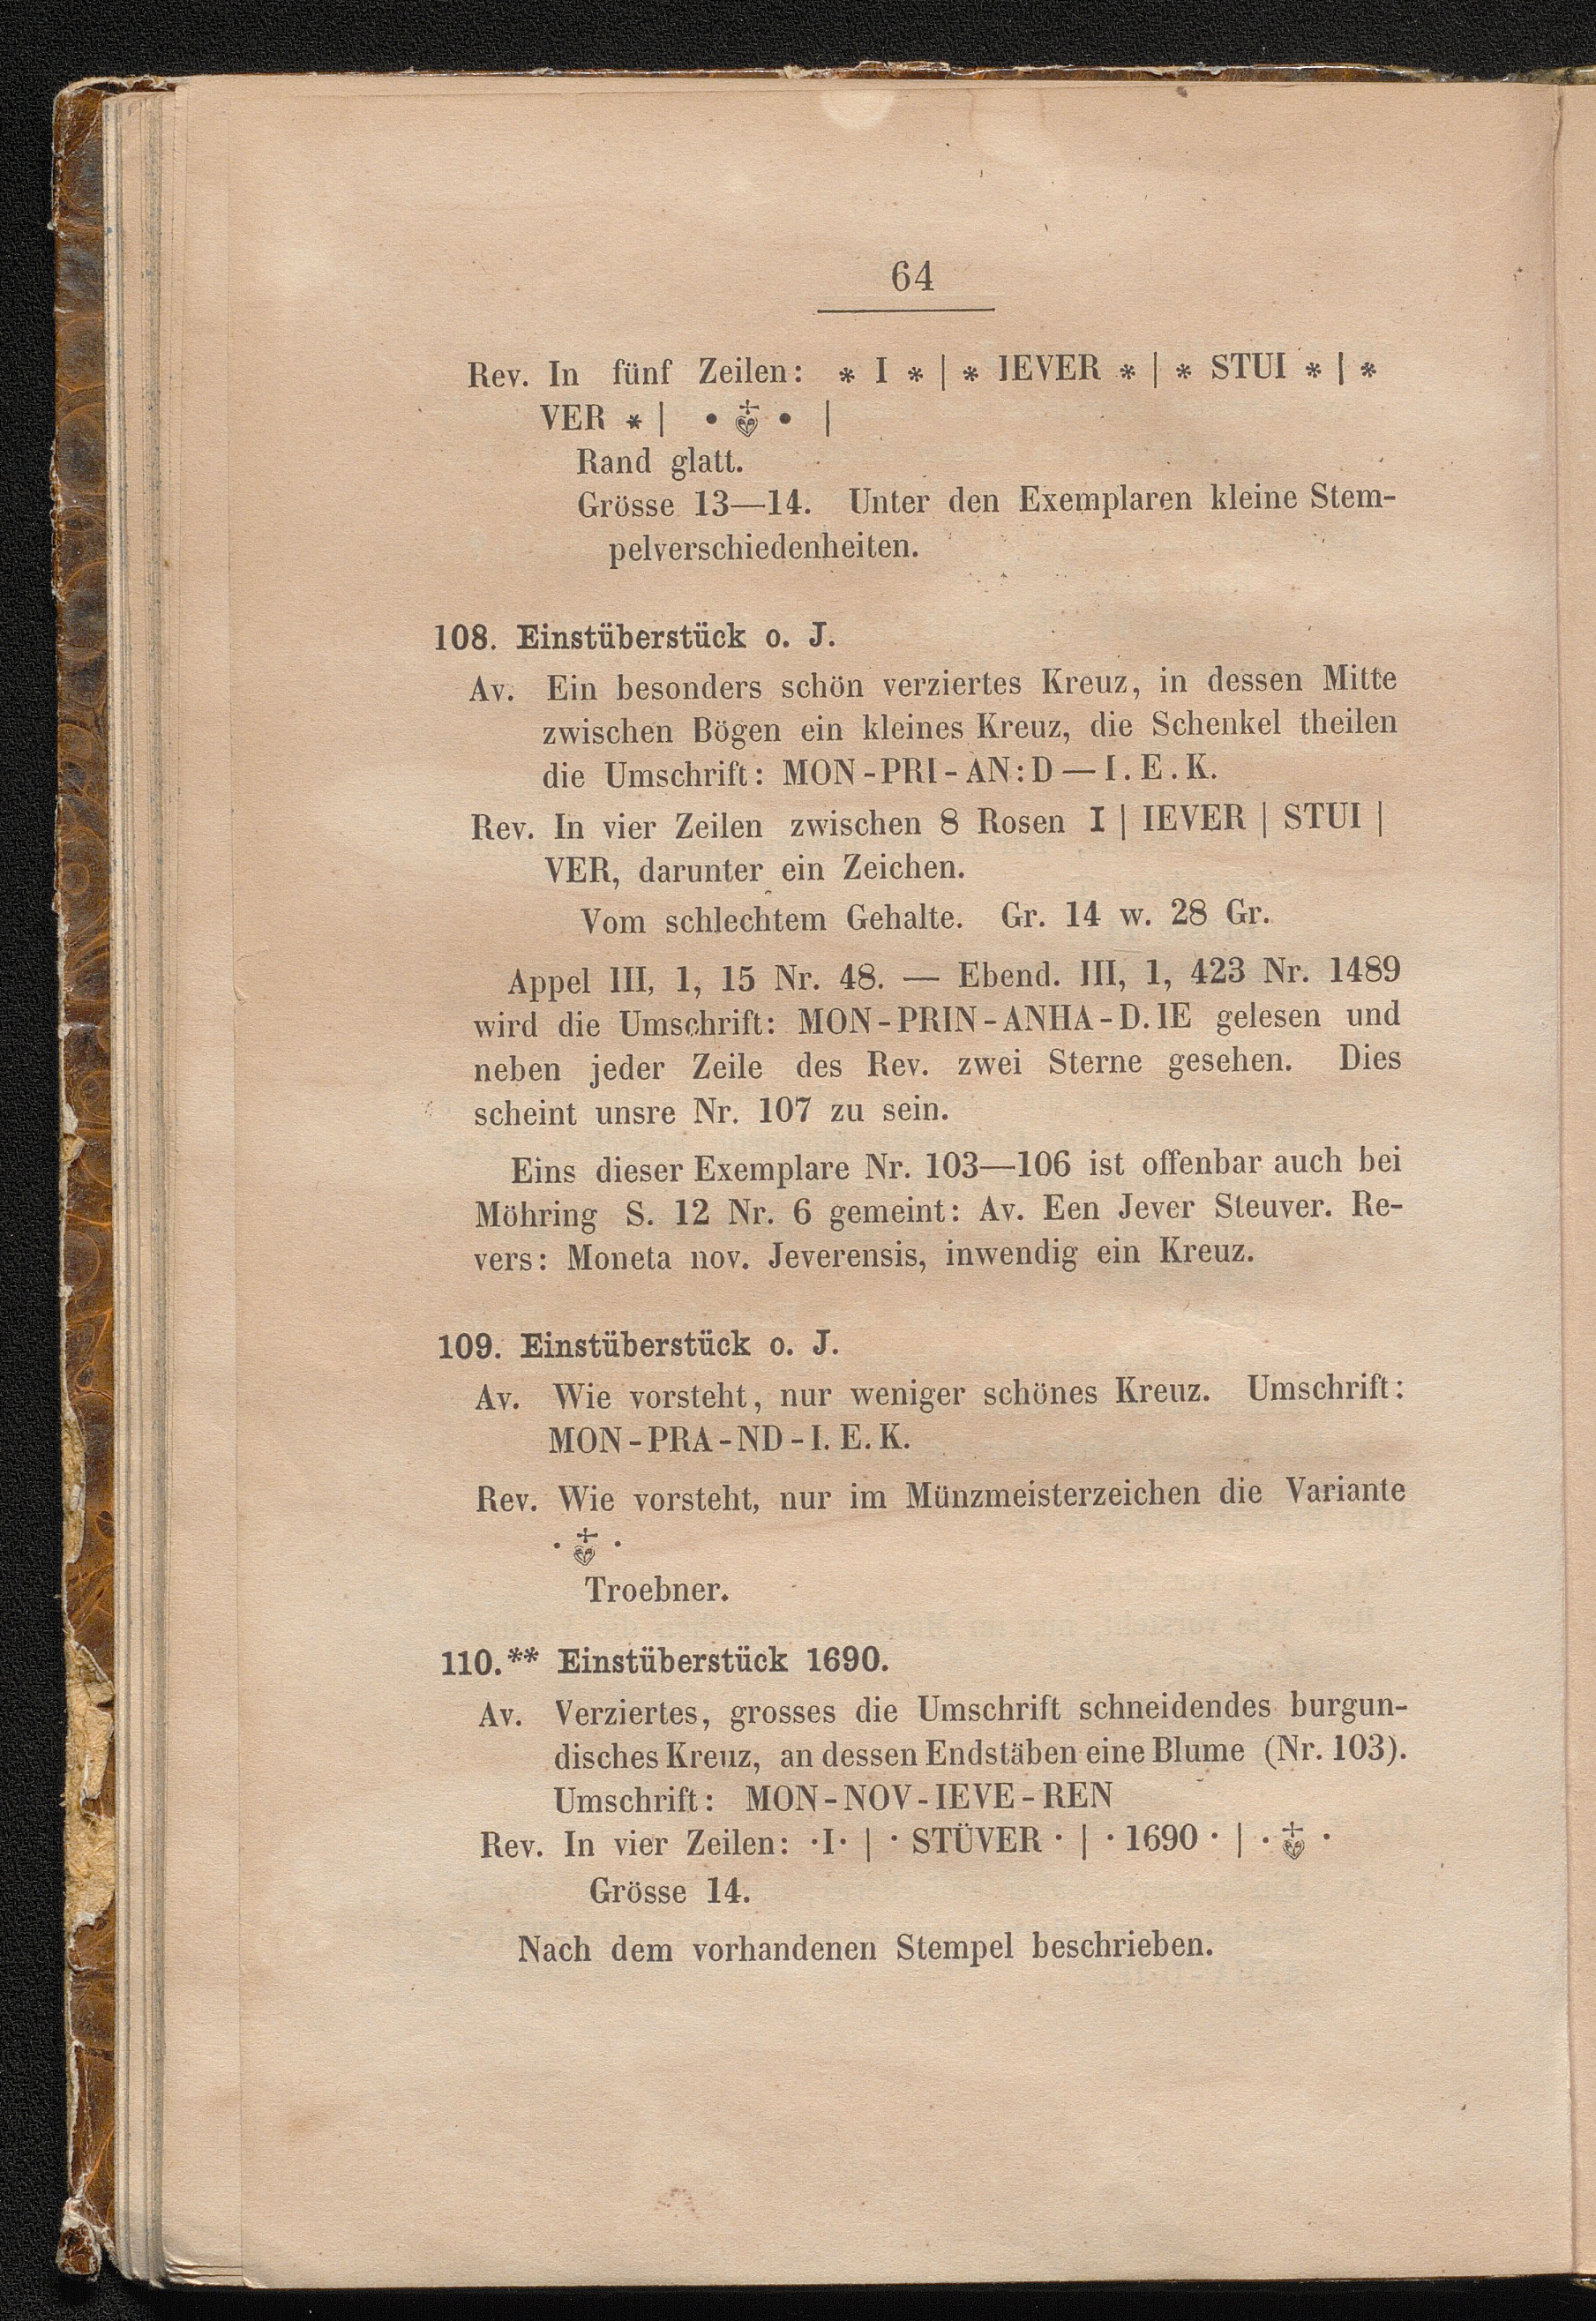 64
Rev. In fünf Zeilen: * I * | * IEVER * | * STUI * | *
VER * | • ♡ • |
Rand glatt.
Grösse 13—14. Unter den Exemplaren kleine Stem-
pelverschiedenheiten.
108. Einstüberstück o. J.
Av. Ein besonders schön verziertes Kreuz, in dessen Mitte
zwischen Bögen ein kleines Kreuz, die Schenkel theilen
die Umschrift: MON-PRI-AN:D — I.E.K.
Rev. In vier Zeilen zwischen 8 Rosen I | IEVER | STUI |
VER, darunter ein Zeichen.
Vom schlechtem Gehalte. Gr. 14 w. 28 Gr.
Appel III, 1, 15 Nr. 48. — Ebend. III, 1, 423 Nr. 1489
wird die Umschrift: MON-PRIN-ANHA-D.IE gelesen und
neben jeder Zeile des Rev. zwei Sterne gesehen. Dies
scheint unsre Nr. 107 zu sein.
Eins dieser Exemplare Nr. 103—106 ist offenbar auch bei
Möhring S. 12 Nr. 6 gemeint: Av. Een Jever Steuver. Re-
vers: Moneta nov. Jeverensis, inwendig ein Kreuz.
109. Einstüberstück o. J.
Av. Wie vorsteht, nur weniger schönes Kreuz. Umschrift:
MON-PRA-ND-I.E.K.
Rev. Wie vorsteht, nur im Münzmeisterzeichen die Variante
· ♡ ·
Troebner.
110.** Einstüberstück 1690.
Av. Verziertes, grosses die Umschrift schneidendes burgun-
disches Kreuz, an dessen Endstäben eine Blume (Nr. 103).
Umschrift: MON-NOV-IEVE-REN
Rev. In vier Zeilen: ·I· | · STÜVER · | · 1690 · | · ♡ ·
Grösse 14.
Nach dem vorhandenen Stempel beschrieben.